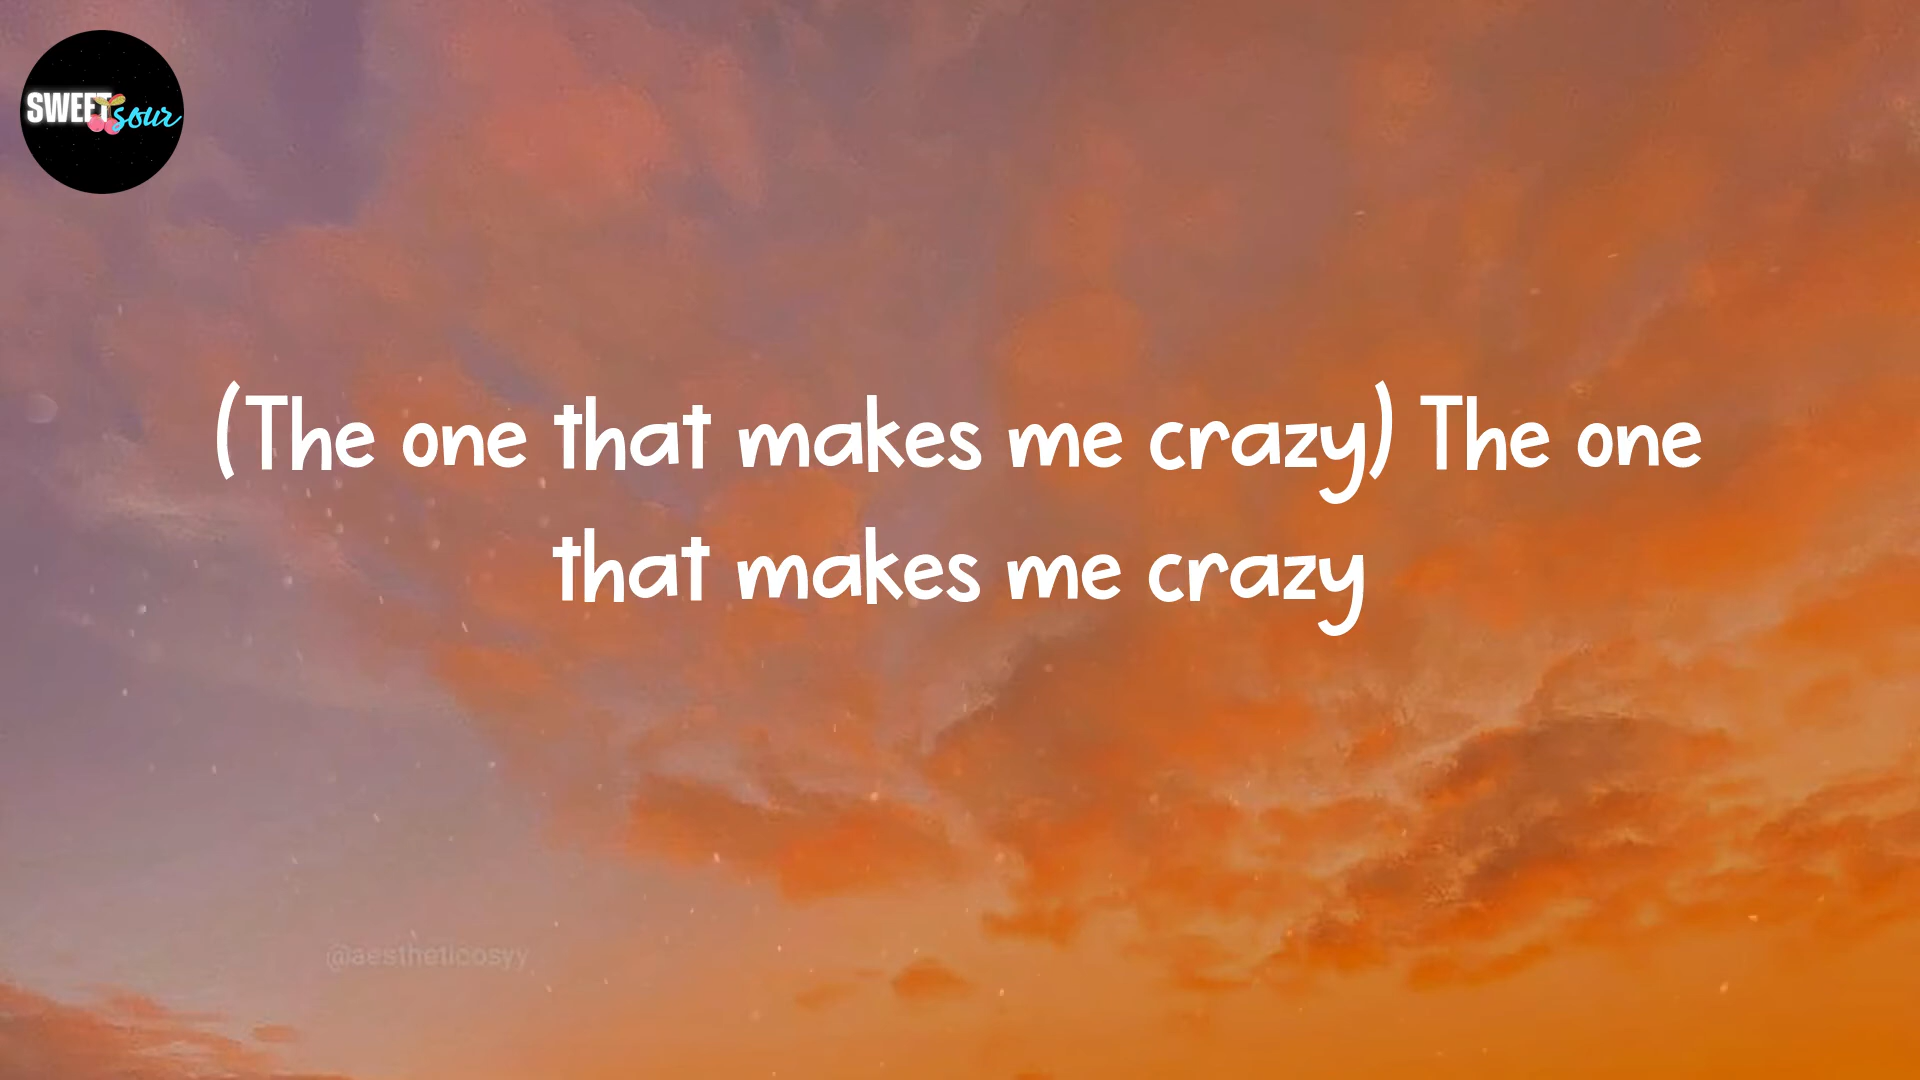 SWEET sour
(The one that makes me crazy) The one
that makes me crazy
@aestheticosyy